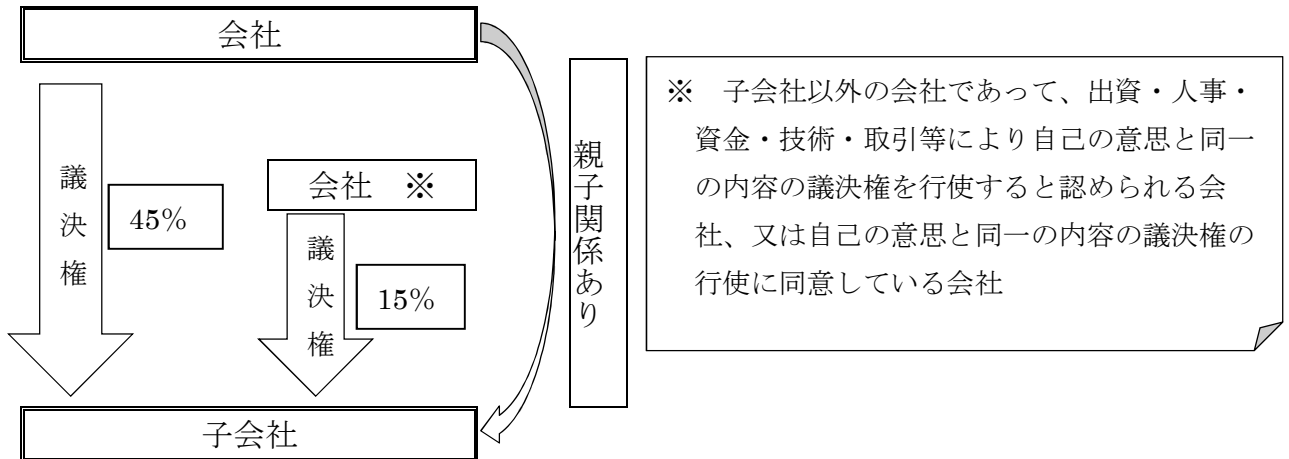 会社
議決権
45%
会社 ※
議決権
15%
子会社
親子関係あり
※ 子会社以外の会社であって、出資・人事・
資金・技術・取引等により自己の意思と同一
の内容の議決権を行使すると認められる会
社、又は自己の意思と同一の内容の議決権の
行使に同意している会社